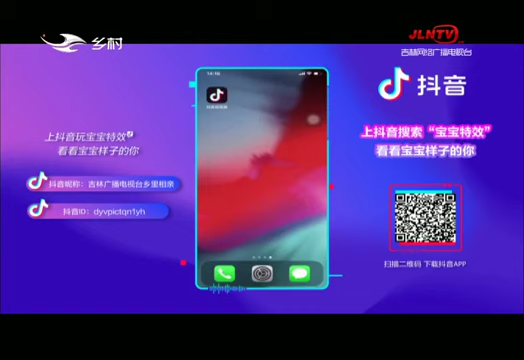 乡村
JLNTV
吉林网络广播电视台
抖音
14:16
上抖音玩宝宝特效
看看宝宝样子的你
抖音昵称：吉林广播电视台乡里相亲
抖音ID：dyvpictqn1yh
上抖音搜索“宝宝特效”
看看宝宝样子的你
扫描二维码 下载抖音APP